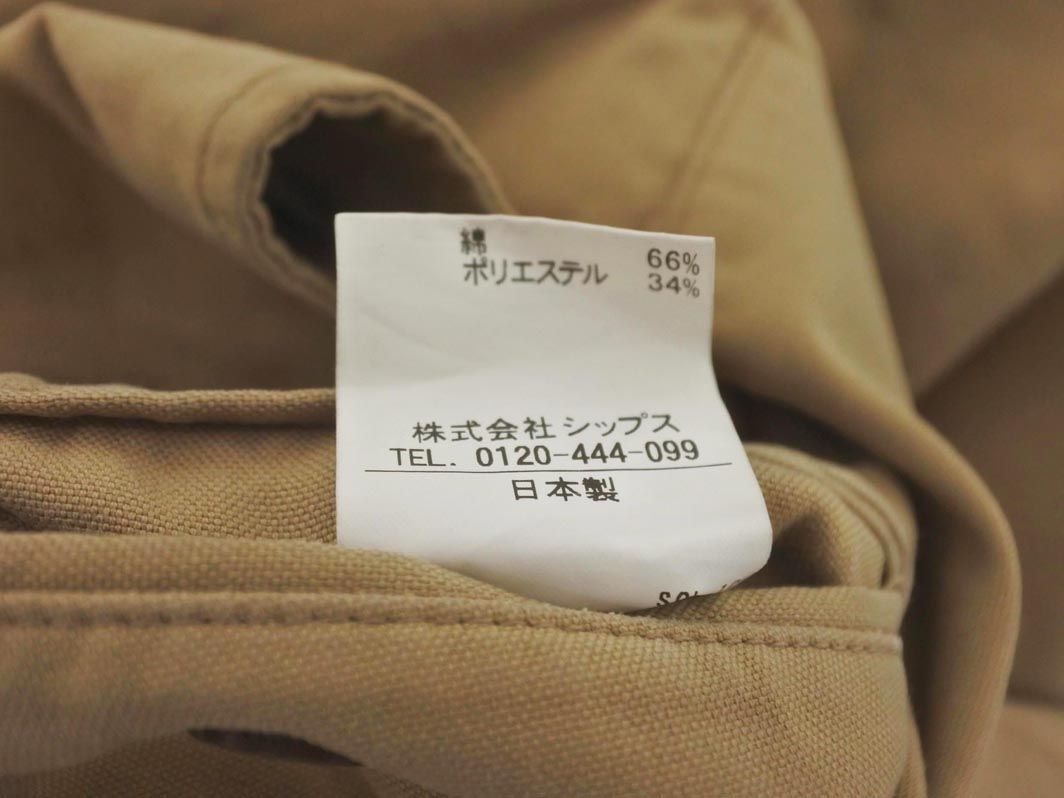 綿 66%
ポリエステル 34%
株式会社シップス
TEL. 0120-444-099
日本製